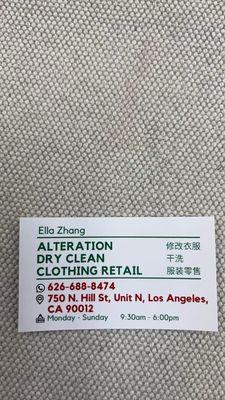 Ella Zhang
ALTERATION 修改衣服
DRY CLEAN 干洗
CLOTHING RETAIL 服装零售
626-688-8474
750 N. Hill St, Unit N, Los Angeles,
CA 90012
Monday - Sunday 9:30am - 6:00pm